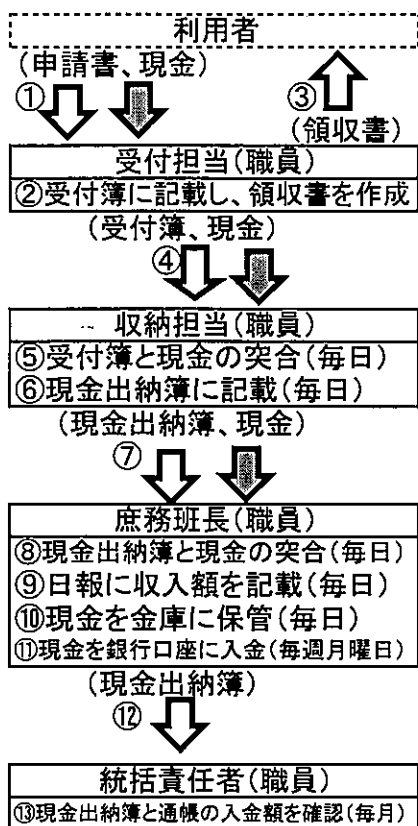 利用者
(申請書、現金)
① ③
(領収書)
受付担当(職員)
②受付簿に記載し、領収書を作成
(受付簿、現金)
④
収納担当(職員)
⑤受付簿と現金の突合(毎日)
⑥現金出納簿に記載(毎日)
(現金出納簿、現金)
⑦
庶務班長(職員)
⑧現金出納簿と現金の突合(毎日)
⑨日報に収入額を記載(毎日)
⑩現金を金庫に保管(毎日)
⑪現金を銀行口座に入金(毎週月曜日)
(現金出納簿)
⑫
統括責任者(職員)
⑬現金出納簿と通帳の入金額を確認(毎月)